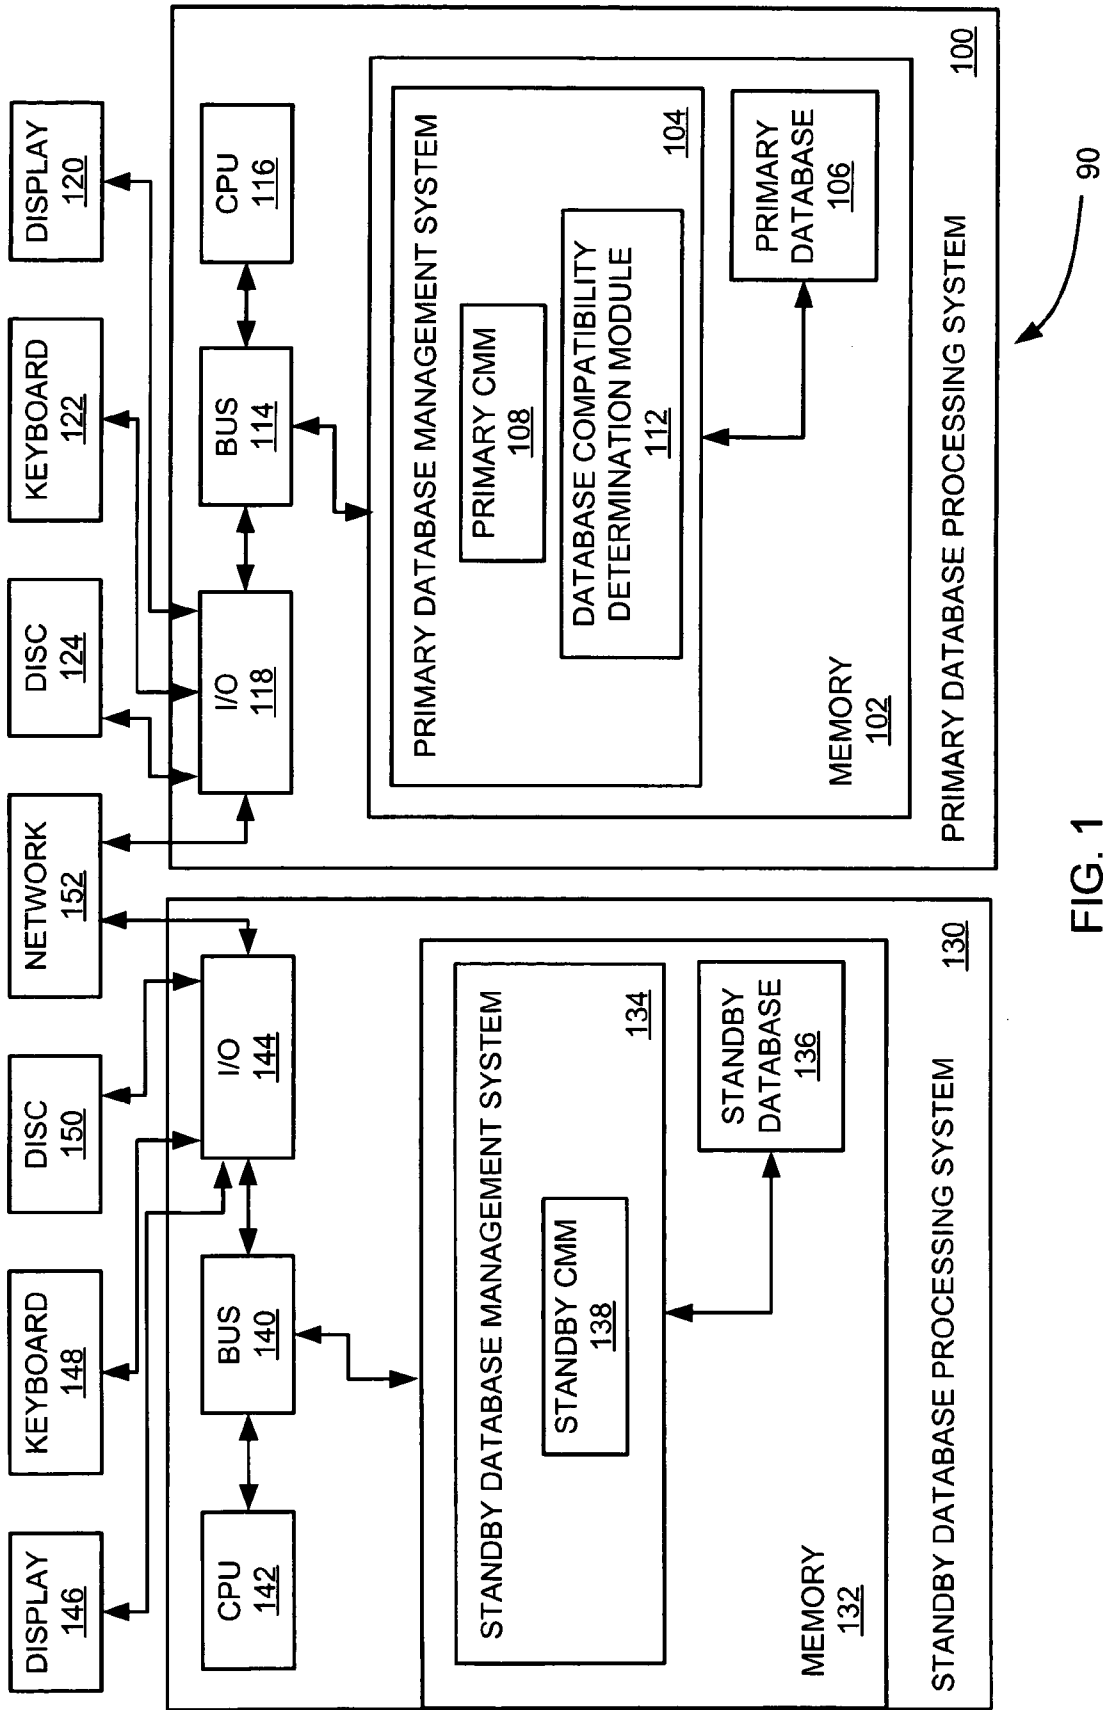 DISPLAY
146
KEYBOARD
148
DISC
150
NETWORK
152
DISC
124
KEYBOARD
122
DISPLAY
120
CPU
142
BUS
140
I/O
144
STANDBY DATABASE MANAGEMENT SYSTEM
134
STANDBY CMM
138
STANDBY
DATABASE
136
MEMORY
132
STANDBY DATABASE PROCESSING SYSTEM
130
I/O
118
BUS
114
CPU
116
PRIMARY DATABASE MANAGEMENT SYSTEM
104
PRIMARY CMM
108
DATABASE COMPATIBILITY
DETERMINATION MODULE
112
PRIMARY
DATABASE
106
MEMORY
102
PRIMARY DATABASE PROCESSING SYSTEM
100
90
FIG. 1